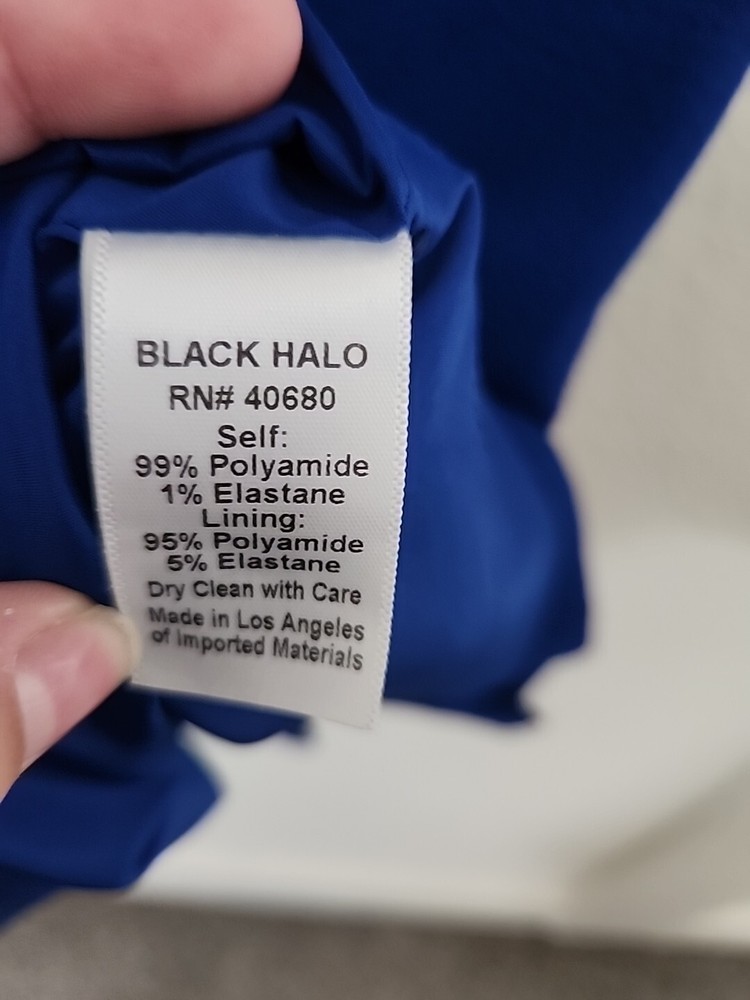 BLACK HALO
RN# 40680
Self:
99% Polyamide
1% Elastane
Lining:
95% Polyamide
5% Elastane
Dry Clean with Care
Made in Los Angeles
of Imported Materials